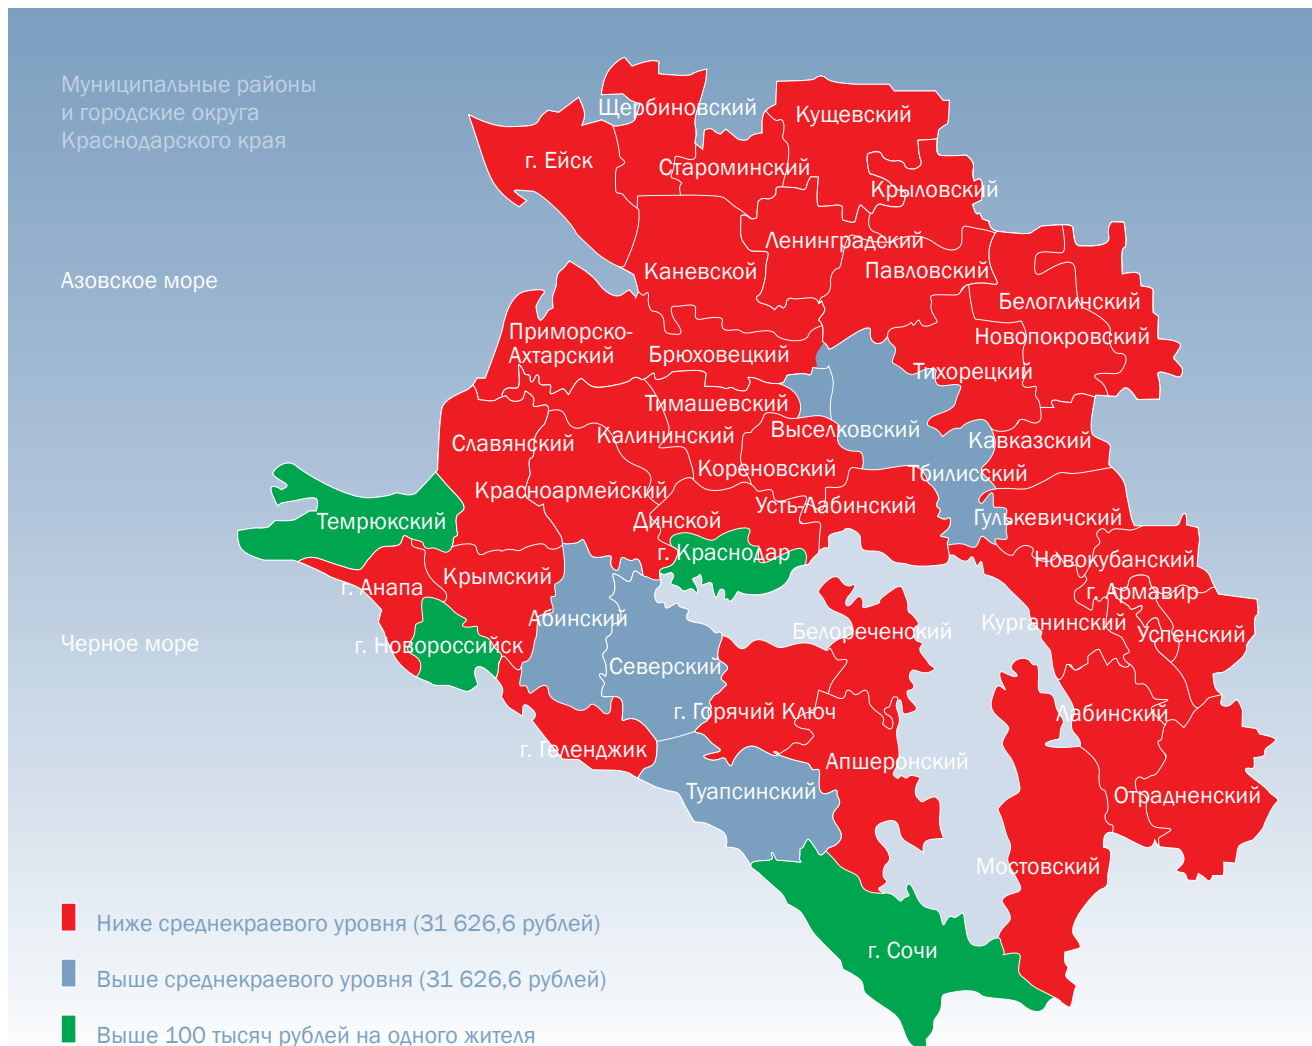 Муниципальные районы
и городские округа
Краснодарского края
Щербиновский
Кущевский
г. Ейск
Староминский
Крыловский
Ленинградский
Азовское море
Каневской
Павловский
Белоглинский
Приморско-
Ахтарский
Брюховецкий
Новопокровский
Тихорецкий
Тимашевский
Славянский
Калининский
Выселковский
Кавказский
Кореновский
Тбилисский
Красноармейский
Усть-Лабинский
Темрюкский
Динской
Гулькевичский
г. Краснодар
Новокубанский
г. Анапа
Крымский
г. Армавир
Абинский
Белореченский
Курганинский
Успенский
Черное море
г. Новороссийск
Северский
г. Горячий Ключ
Лабинский
г. Геленджик
Апшеронский
Туапсинский
Отрадненский
Мостовский
г. Сочи
Ниже среднекраевого уровня (31 626,6 рублей)
Выше среднекраевого уровня (31 626,6 рублей)
Выше 100 тысяч рублей на одного жителя